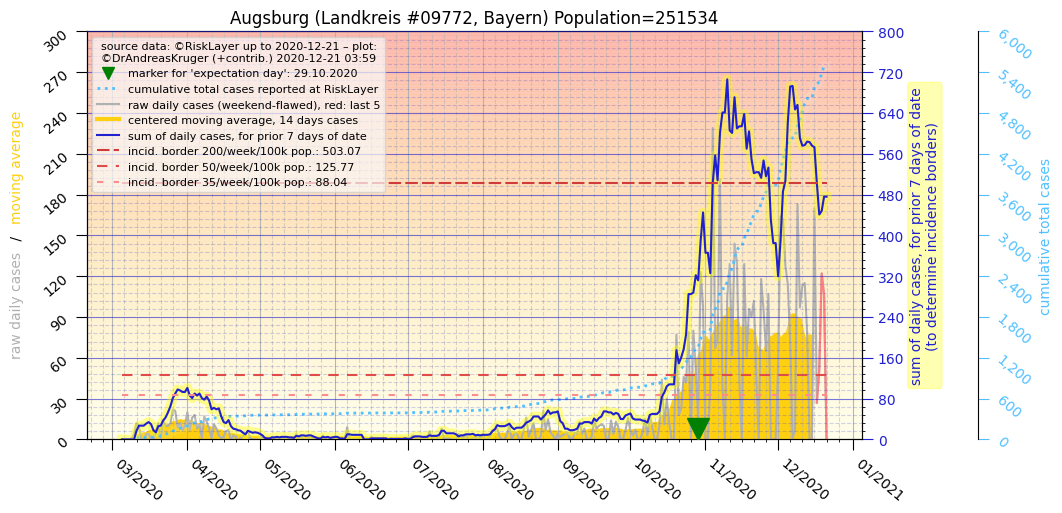 Augsburg (Landkreis #09772, Bayern) Population=251534
source data: ©RiskLayer up to 2020-12-21 – plot:
©DrAndreasKruger (+contrib.) 2020-12-21 03:59
marker for 'expectation day': 29.10.2020
cumulative total cases reported at RiskLayer
raw daily cases (weekend-flawed), red: last 5
centered moving average, 14 days cases
sum of daily cases, for prior 7 days of date
incid. border 200/week/100k pop.: 503.07
incid. border 50/week/100k pop.: 125.77
incid. border 35/week/100k pop.: 88.04
raw daily cases / moving average
300
270
240
210
180
150
120
90
60
30
0
03/2020
04/2020
05/2020
06/2020
07/2020
08/2020
09/2020
10/2020
11/2020
12/2020
01/2021
800
720
640
560
480
400
320
240
160
80
0
sum of daily cases, for prior 7 days of date
(to determine incidence borders)
6,000
5,400
4,800
4,200
3,600
3,000
2,400
1,800
1,200
600
0
cumulative total cases